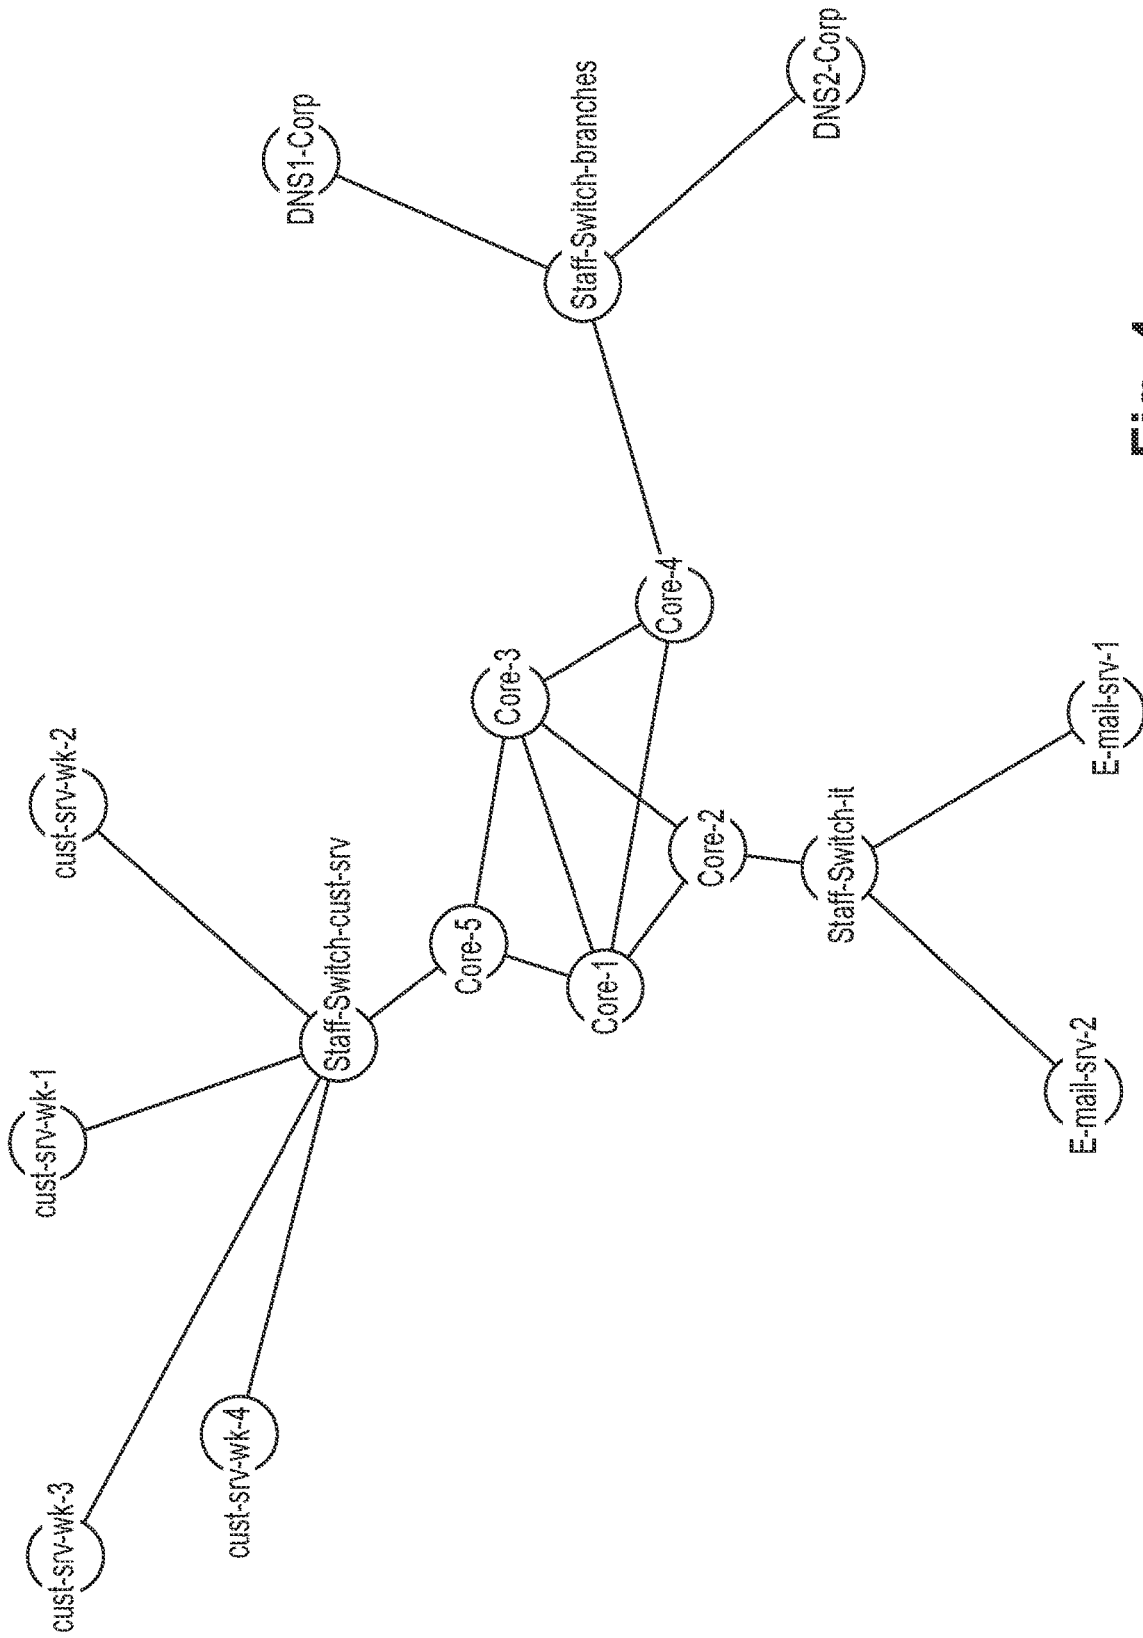 cust-srv-wk-3
cust-srv-wk-1
cust-srv-wk-2
cust-srv-wk-4
DNS1-Corp
Staff-Switch-cust-srv
Core-5
Core-3
Staff-Switch-branches
Core-1
Core-4
Core-2
DNS2-Corp
Staff-Switch-it
E-mail-srv-2
E-mail-srv-1